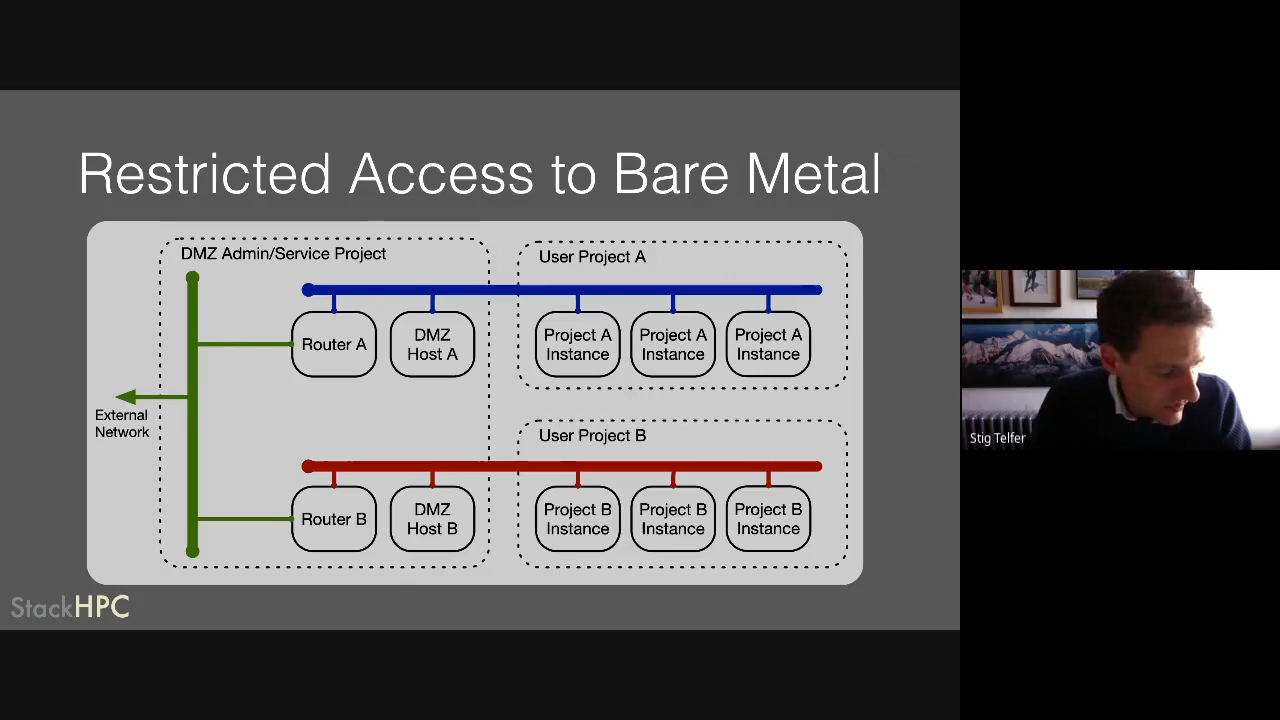 Restricted Access to Bare Metal
DMZ Admin/Service Project
User Project A
Router A
DMZ
Host A
Project A
Instance
Project A
Instance
Project A
Instance
External
Network
User Project B
Router B
DMZ
Host B
Project B
Instance
Project B
Instance
Project B
Instance
StackHPC
Stig Telfer